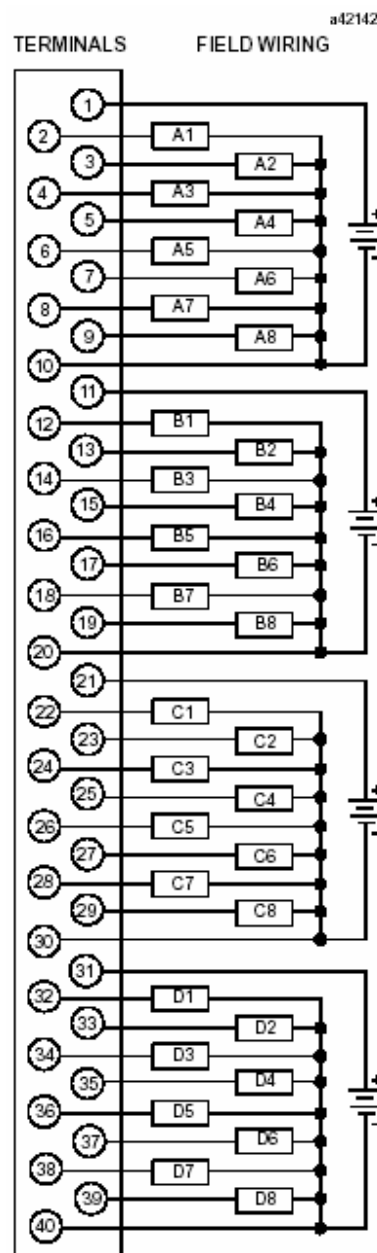 a42142
TERMINALS FIELD WIRING
1
2 A1
3 A2
4 A3
5 A4
6 A5
7 A6
8 A7
9 A8
10
11
12 B1
13 B2
14 B3
15 B4
16 B5
17 B6
18 B7
19 B8
20
21
22 C1
23 C2
24 C3
25 C4
26 C5
27 C6
28 C7
29 C8
30
31
32 D1
33 D2
34 D3
35 D4
36 D5
37 D6
38 D7
39 D8
40